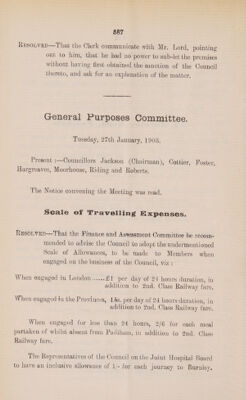 587
RESOLVED—That the Clerk communicate with Mr. Lord, pointing
out to him, that he had no power to sub-let the premises
without having first obtained the sanction of the Council
thereto, and ask for an explanation of the matter.
General Purposes Committee.
Tuesday, 27th January, 1903.
Present :—Councillors Jackson (Chairman), Cottier, Foster,
Hargreaves, Moorhouse, Riding and Roberts.
The Notice convening the Meeting was read.
Scale of Travelling Expenses.
RESOLVED—That the Finance and Assessment Committee be recom-
mended to advise the Council to adopt the undermentioned
Scale of Allowances, to be made to Members when
engaged on the business of the Council, viz :
When engaged in London ......£1 per day of 24 hours duration, in
addition to 2nd. Class Railway fare.
When engaged in the Provinces, per day of 24 hours duration, in
addition to 2nd. Class Railway fare.
When engaged for less than 24 hours, 2/6 for each meal
partaken of whilst absent from Padiham, in addition to 2nd. Class
Railway fare.
The Representatives of the Council on the Joint Hospital Board
to have an inclusive allowance of 1/- for each journey to Burnley.